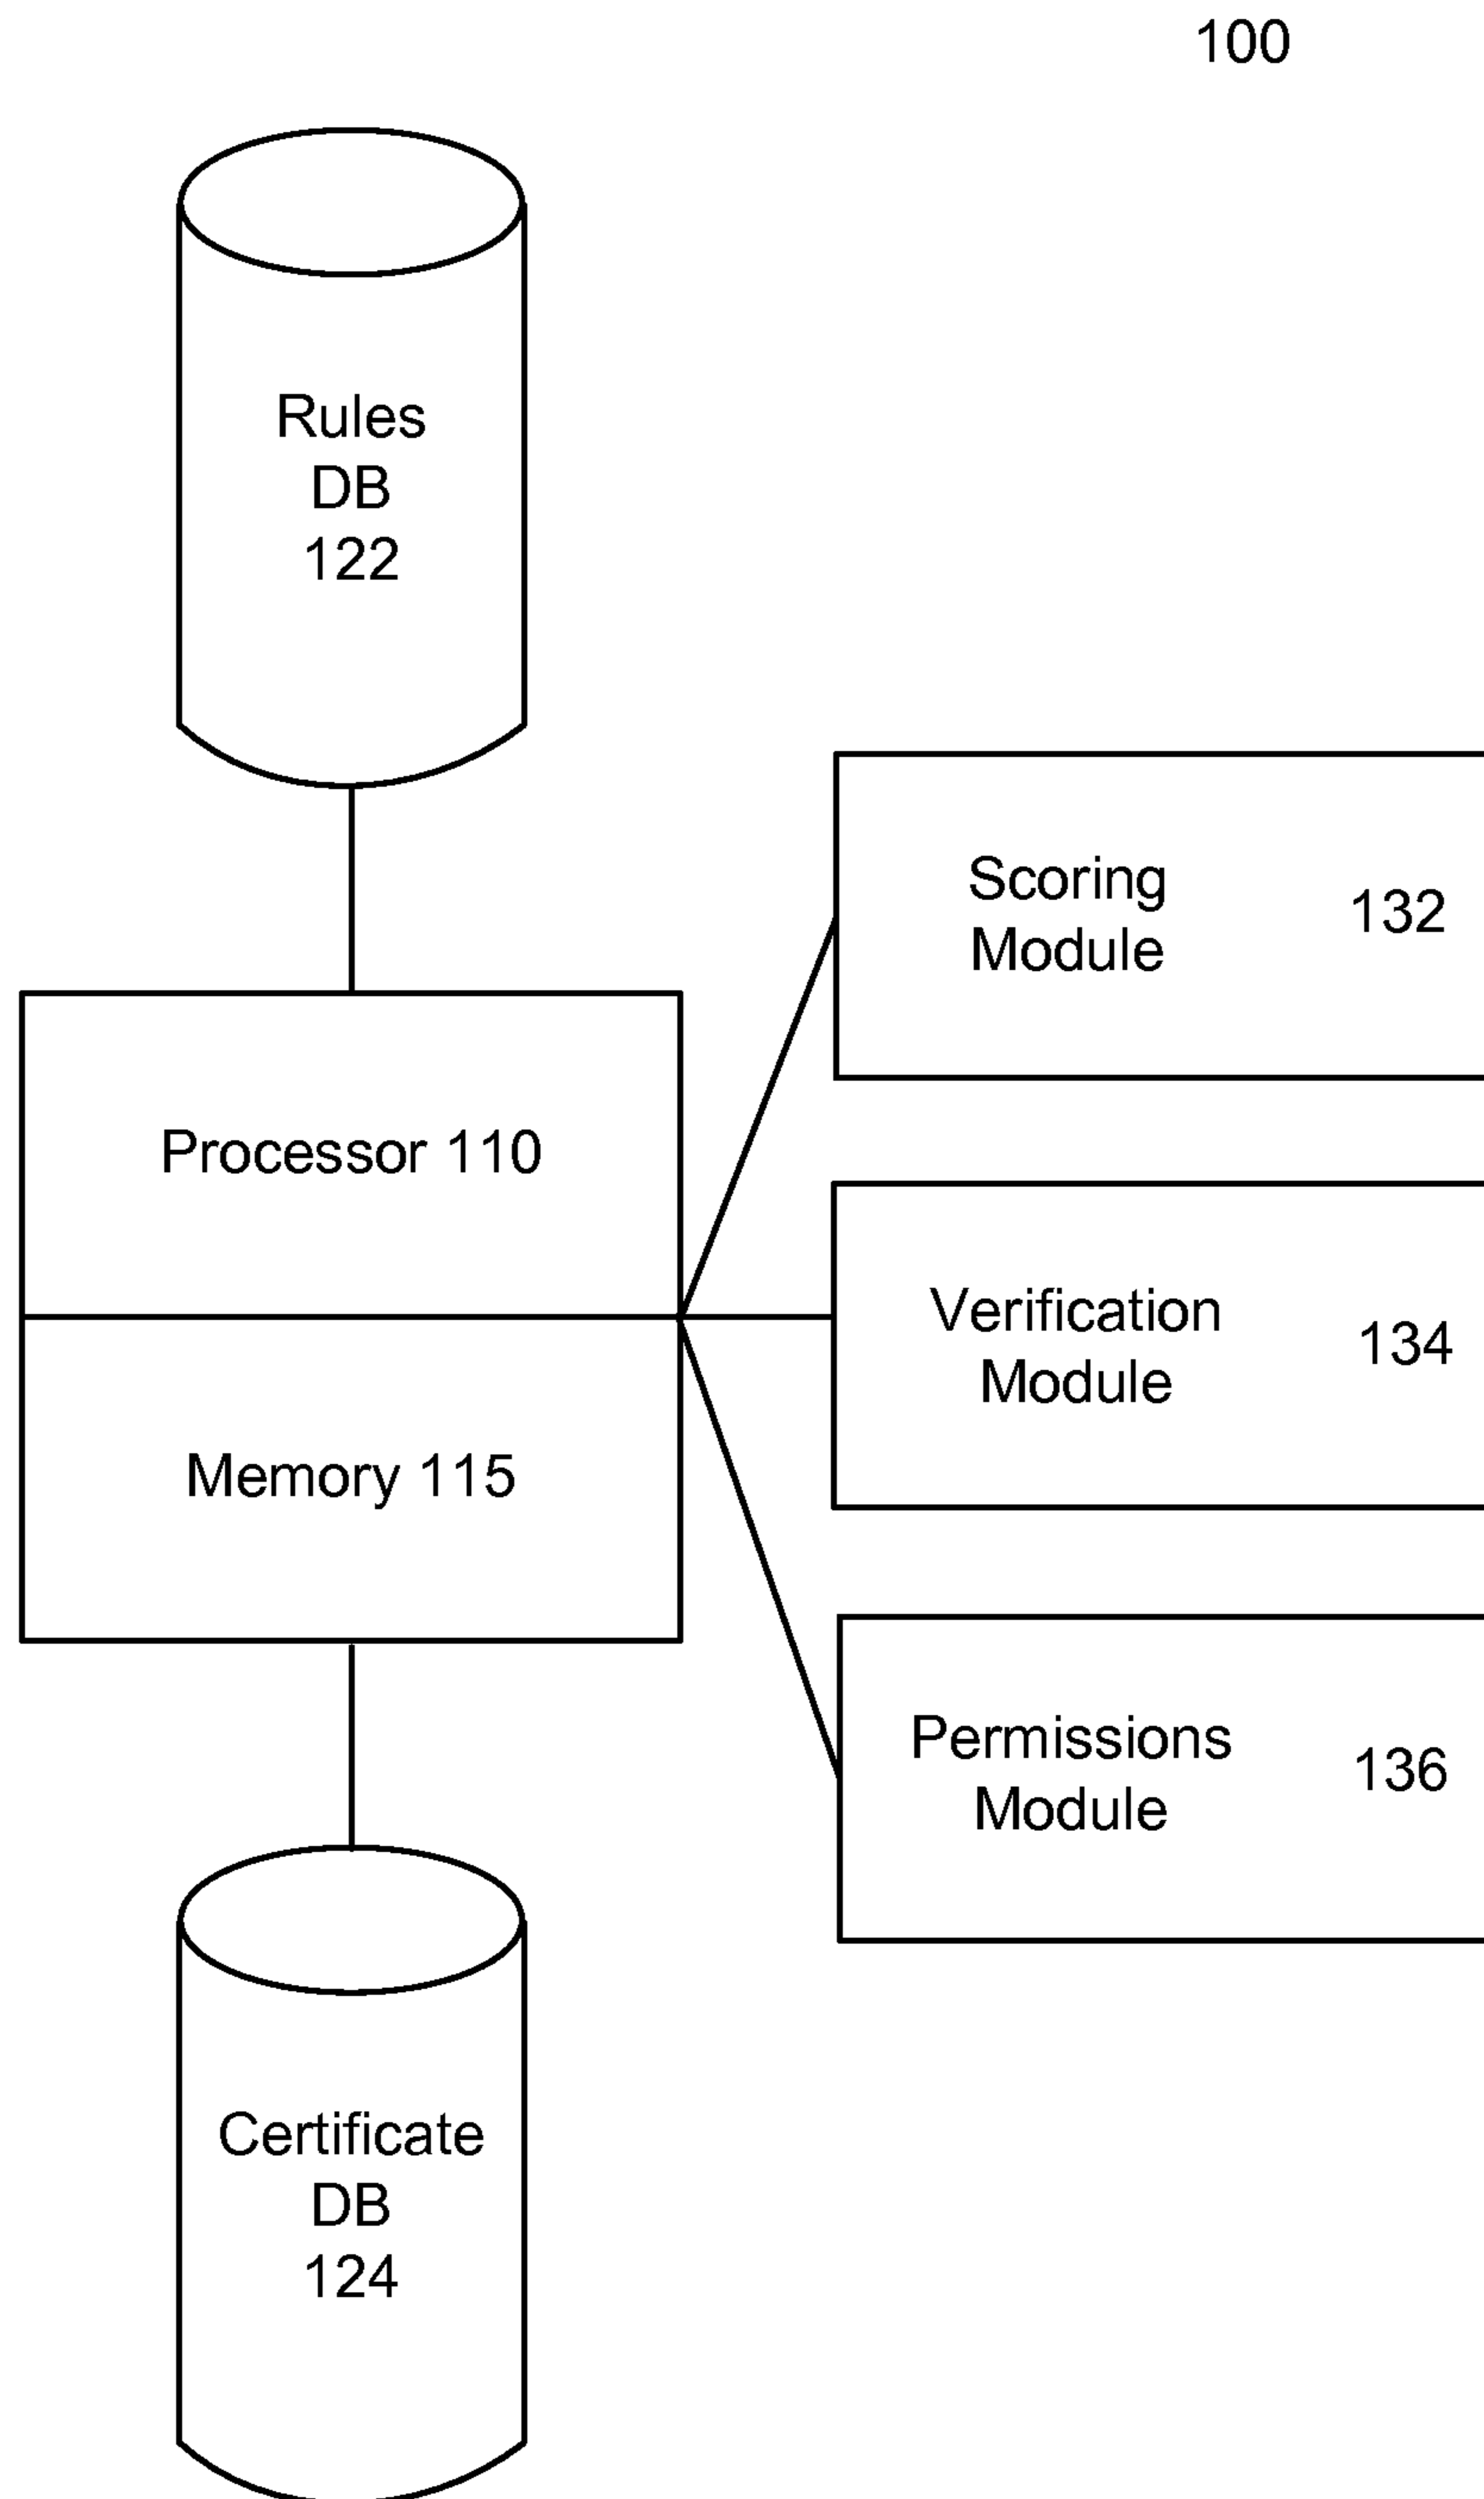 100
Rules
DB
122
Scoring
Module
132
Processor 110
Verification
Module
134
Memory 115
Permissions
Module
136
Certificate
DB
124